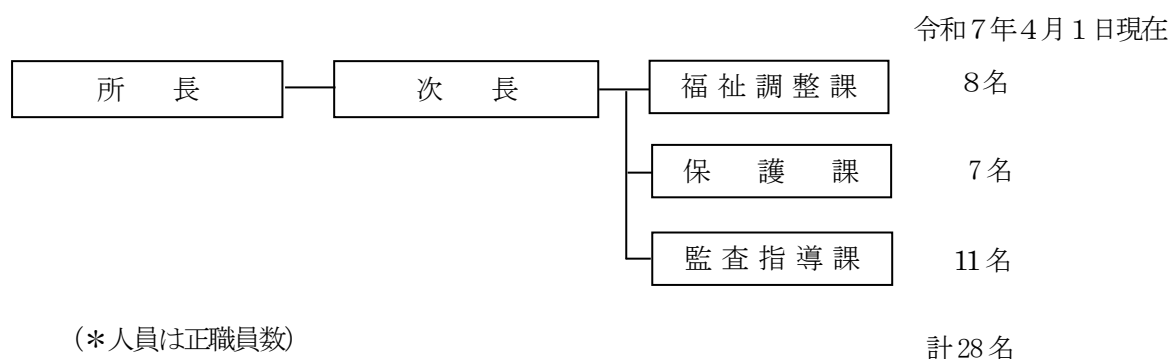 令和７年４月１日現在
所　長　次　長　福祉調整課　８名
保　護　課　７名
監査指導課　11名
（＊人員は正職員数）　計28名